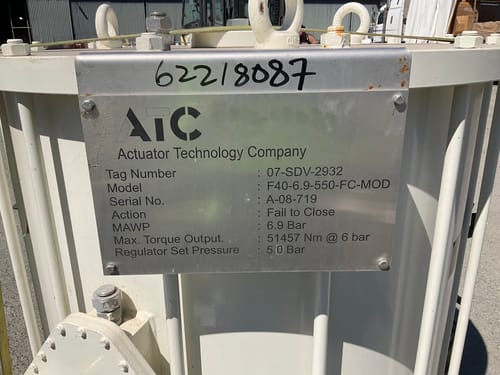 62218087
ATC
Actuator Technology Company
Tag Number : 07-SDV-2932
Model : F40-6.9-550-FC-MOD
Serial No. : A-08-719
Action : Fail to Close
MAWP : 6.9 Bar
Max. Torque Output. : 51457 Nm @ 6 bar
Regulator Set Pressure : 5.0 Bar